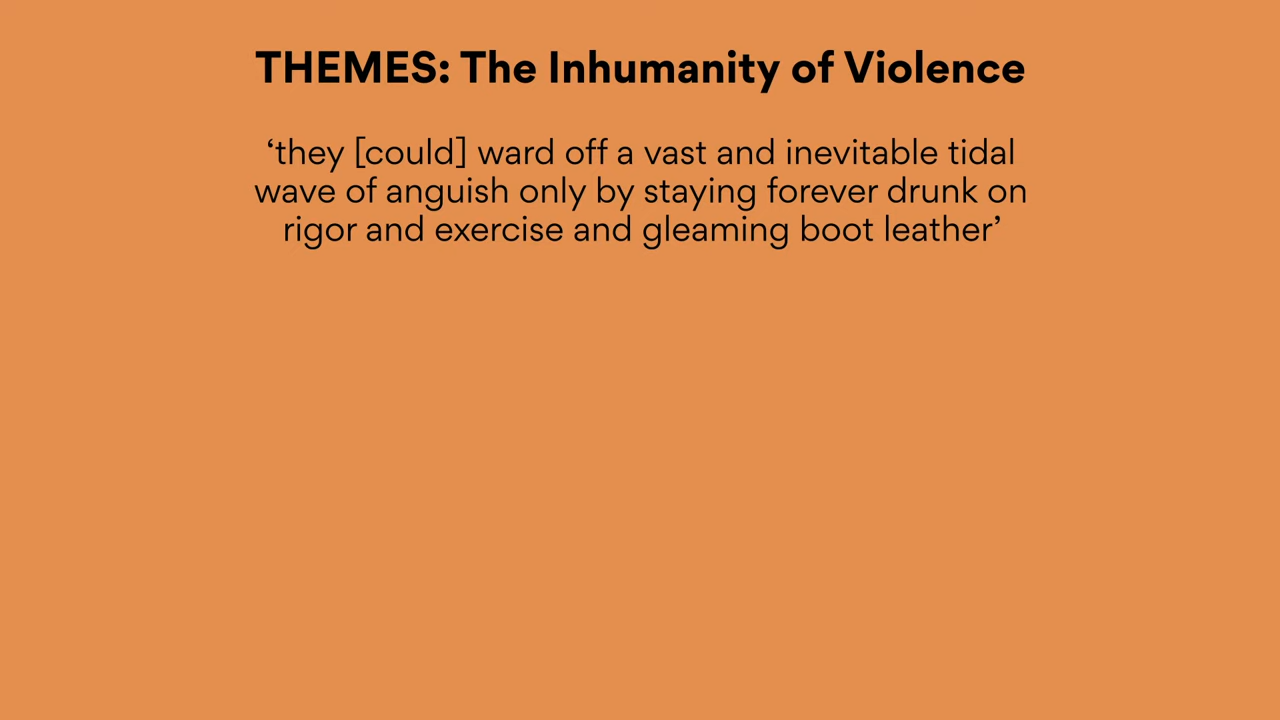 THEMES: The Inhumanity of Violence
‘they [could] ward off a vast and inevitable tidal
wave of anguish only by staying forever drunk on
rigor and exercise and gleaming boot leather’